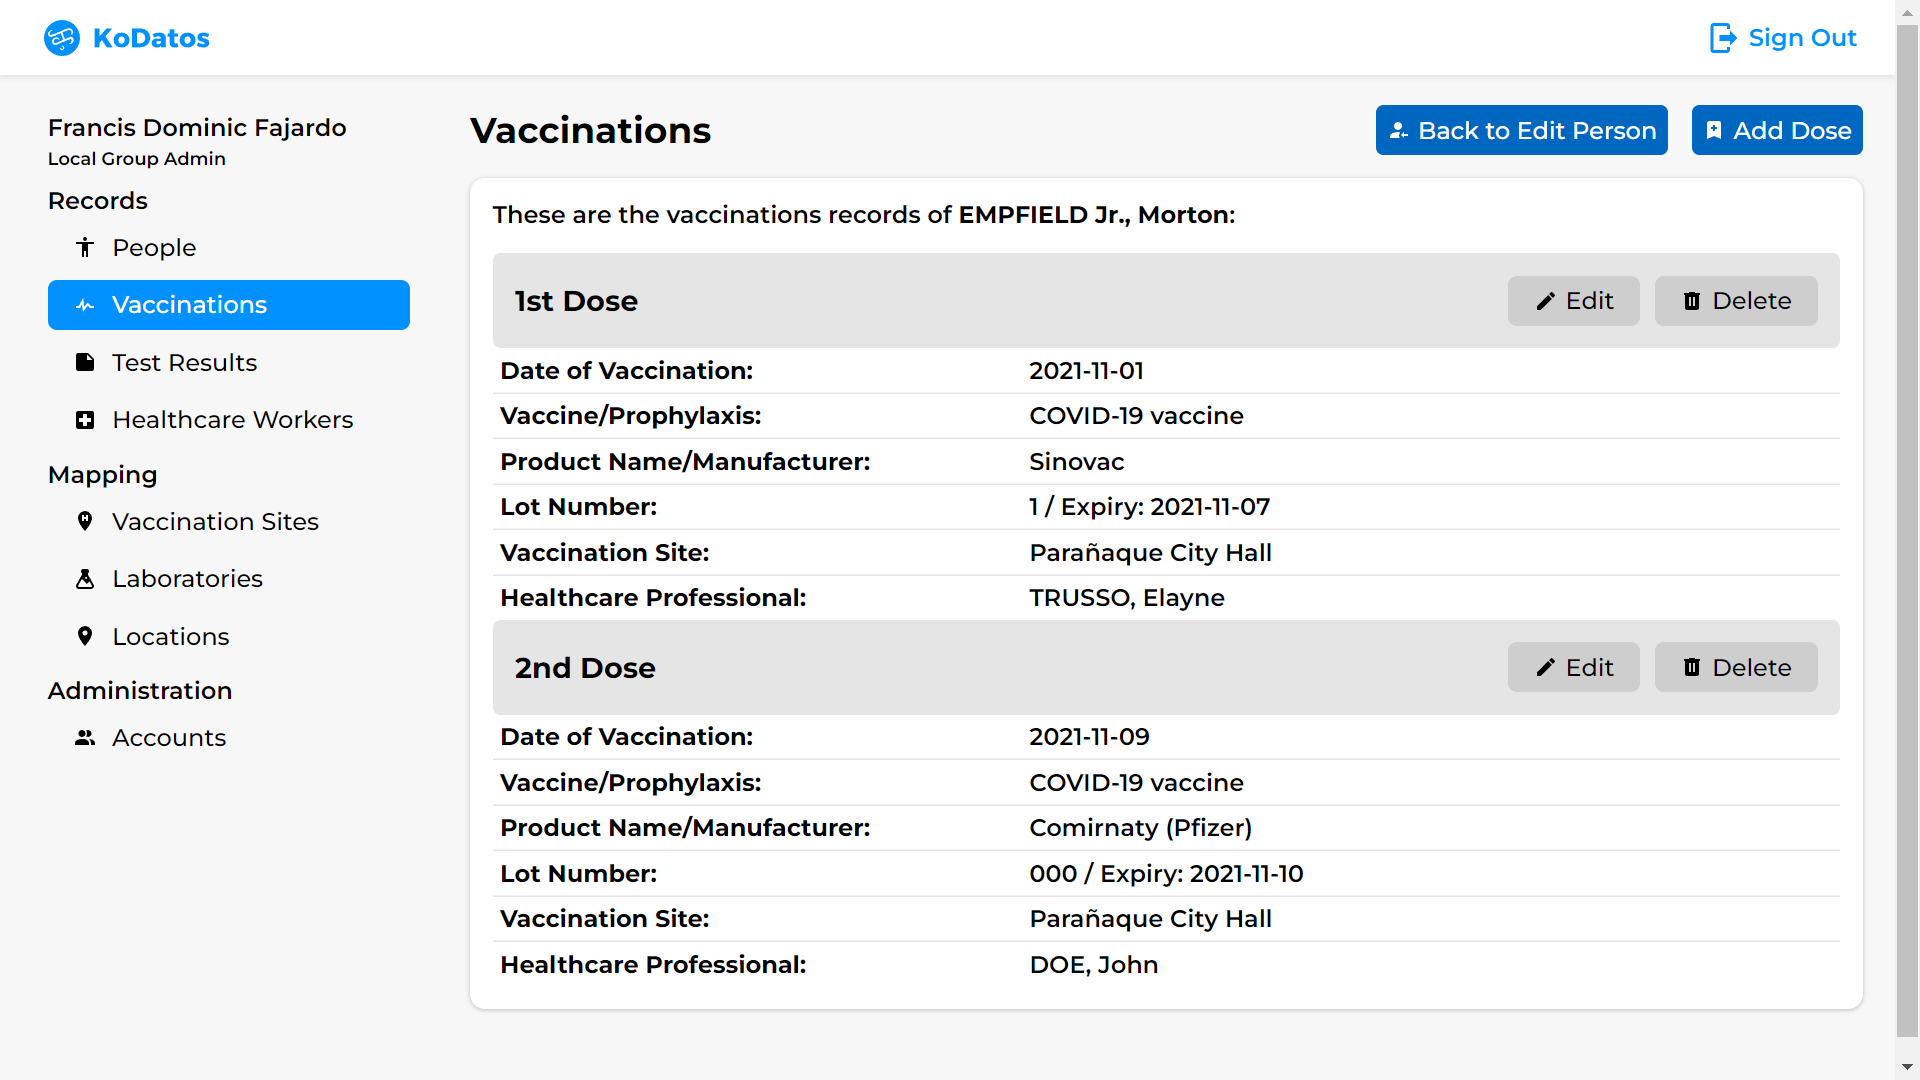 KoDatos
Sign Out
Francis Dominic Fajardo
Local Group Admin
Records
People
Vaccinations
Test Results
Healthcare Workers
Mapping
Vaccination Sites
Laboratories
Locations
Administration
Accounts
Vaccinations
Back to Edit Person
Add Dose
These are the vaccinations records of EMPFIELD Jr., Morton:
1st Dose
Edit
Delete
Date of Vaccination: 2021-11-01
Vaccine/Prophylaxis: COVID-19 vaccine
Product Name/Manufacturer: Sinovac
Lot Number: 1 / Expiry: 2021-11-07
Vaccination Site: Parañaque City Hall
Healthcare Professional: TRUSSO, Elayne
2nd Dose
Edit
Delete
Date of Vaccination: 2021-11-09
Vaccine/Prophylaxis: COVID-19 vaccine
Product Name/Manufacturer: Comirnaty (Pfizer)
Lot Number: 000 / Expiry: 2021-11-10
Vaccination Site: Parañaque City Hall
Healthcare Professional: DOE, John